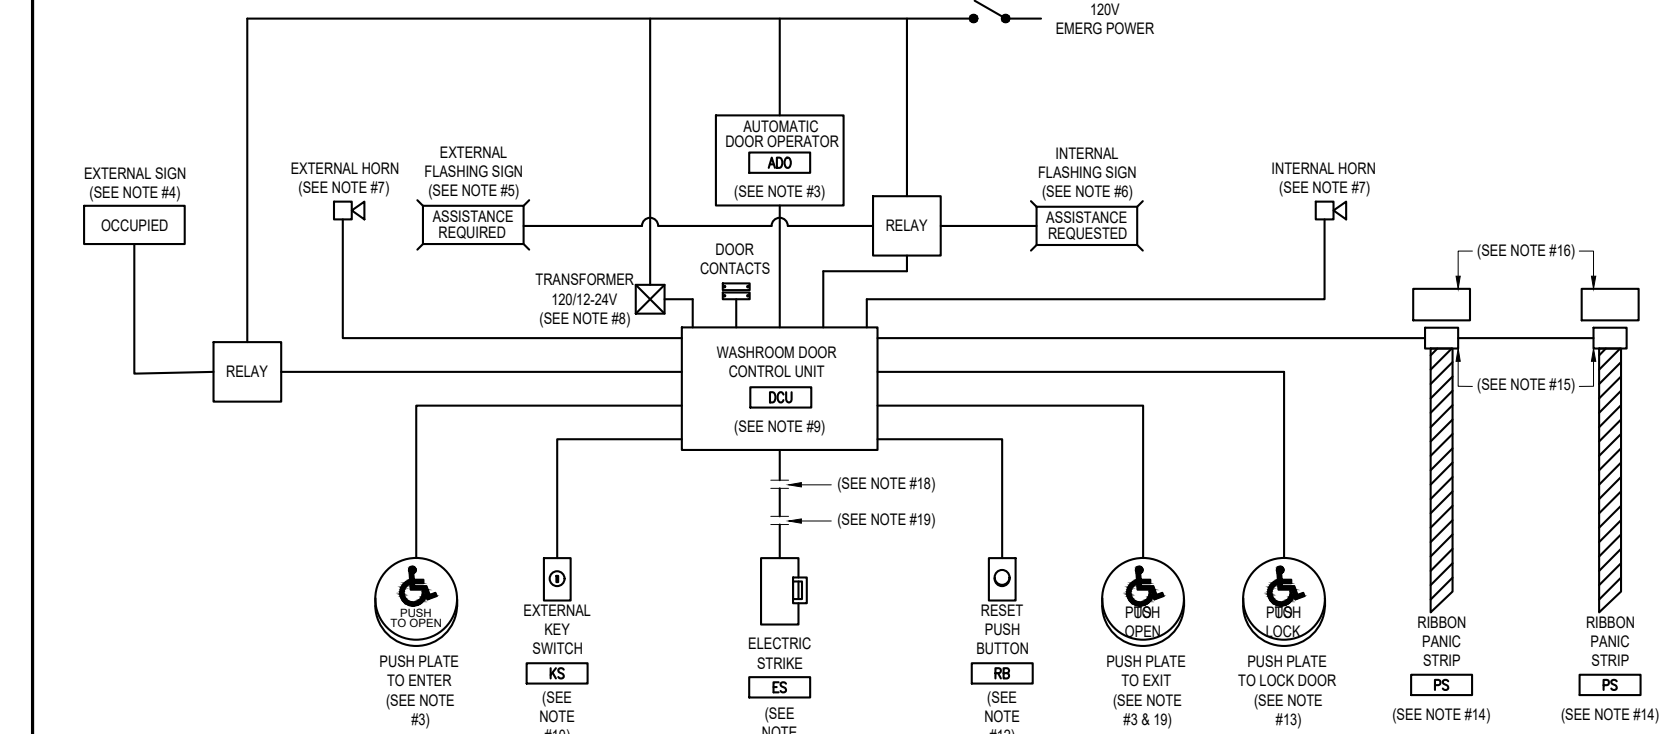 120V
EMERG POWER
AUTOMATIC
DOOR OPERATOR
ADO
(SEE NOTE #3)
EXTERNAL SIGN
(SEE NOTE #4)
OCCUPIED
EXTERNAL HORN
(SEE NOTE #7)
EXTERNAL
FLASHING SIGN
(SEE NOTE #5)
ASSISTANCE
REQUIRED
RELAY
INTERNAL
FLASHING SIGN
(SEE NOTE #6)
ASSISTANCE
REQUESTED
INTERNAL HORN
(SEE NOTE #7)
DOOR
CONTACTS
TRANSFORMER
120/12-24V
(SEE NOTE #8)
(SEE NOTE #16)
RELAY
WASHROOM DOOR
CONTROL UNIT
DCU
(SEE NOTE #9)
(SEE NOTE #15)
(SEE NOTE #18)
(SEE NOTE #19)
PUSH
TO OPEN
PUSH PLATE
TO ENTER
(SEE NOTE
#3)
EXTERNAL
KEY
SWITCH
KS
(SEE
NOTE
#10)
ELECTRIC
STRIKE
ES
(SEE
NOTE
RESET
PUSH
BUTTON
RB
(SEE
NOTE
#12)
PUSH
TO
OPEN
PUSH PLATE
TO EXIT
(SEE NOTE
#3 & 19)
PUSH
TO
LOCK
PUSH PLATE
TO LOCK DOOR
(SEE NOTE
#13)
RIBBON
PANIC
STRIP
PS
(SEE NOTE #14)
RIBBON
PANIC
STRIP
PS
(SEE NOTE #14)